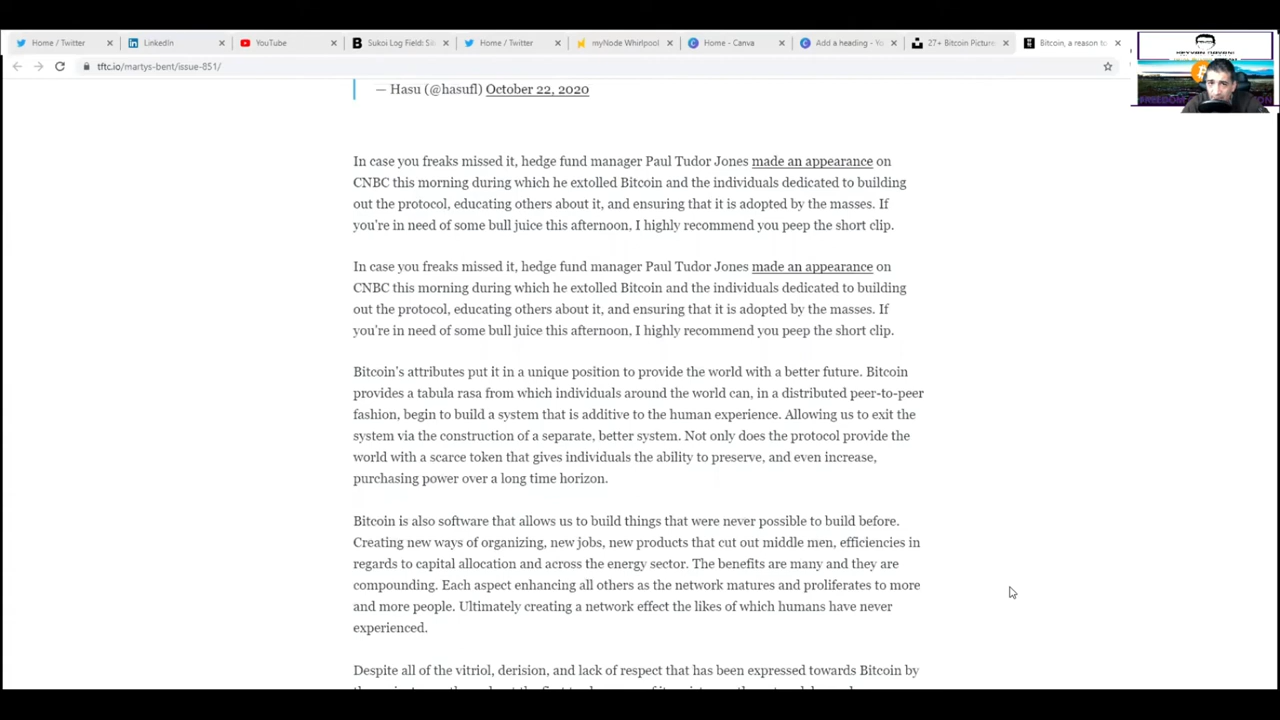 Home / Twitter
LinkedIn
YouTube
Sukoi Log Field:
Home / Twitter
myNode Whirlpool
Home - Canva
Add a heading - Yo
27+ Bitcoin Picture
Bitcoin, a reason to
tftc.io/martys-bent/issue-851/
— Hasu (@hasufl) October 22, 2020
In case you freaks missed it, hedge fund manager Paul Tudor Jones made an appearance on
CNBC this morning during which he extolled Bitcoin and the individuals dedicated to building
out the protocol, educating others about it, and ensuring that it is adopted by the masses. If
you're in need of some bull juice this afternoon, I highly recommend you peep the short clip.
In case you freaks missed it, hedge fund manager Paul Tudor Jones made an appearance on
CNBC this morning during which he extolled Bitcoin and the individuals dedicated to building
out the protocol, educating others about it, and ensuring that it is adopted by the masses. If
you're in need of some bull juice this afternoon, I highly recommend you peep the short clip.
Bitcoin's attributes put it in a unique position to provide the world with a better future. Bitcoin
provides a tabula rasa from which individuals around the world can, in a distributed peer-to-peer
fashion, begin to build a system that is additive to the human experience. Allowing us to exit the
system via the construction of a separate, better system. Not only does the protocol provide the
world with a scarce token that gives individuals the ability to preserve, and even increase,
purchasing power over a long time horizon.
Bitcoin is also software that allows us to build things that were never possible to build before.
Creating new ways of organizing, new jobs, new products that cut out middle men, efficiencies in
regards to capital allocation and across the energy sector. The benefits are many and they are
compounding. Each aspect enhancing all others as the network matures and proliferates to more
and more people. Ultimately creating a network effect the likes of which humans have never
experienced.
Despite all of the vitriol, derision, and lack of respect that has been expressed towards Bitcoin by